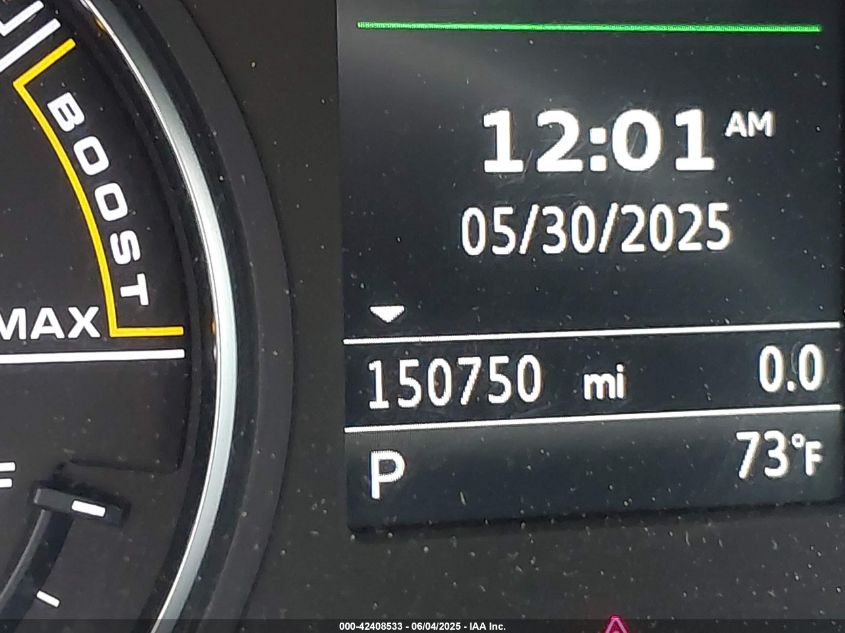 BOOST
MAX
F
12:01 AM
05/30/2025
150750 mi 0.0
P 73°F
000-42408533 - 06/04/2025 - IAA Inc.